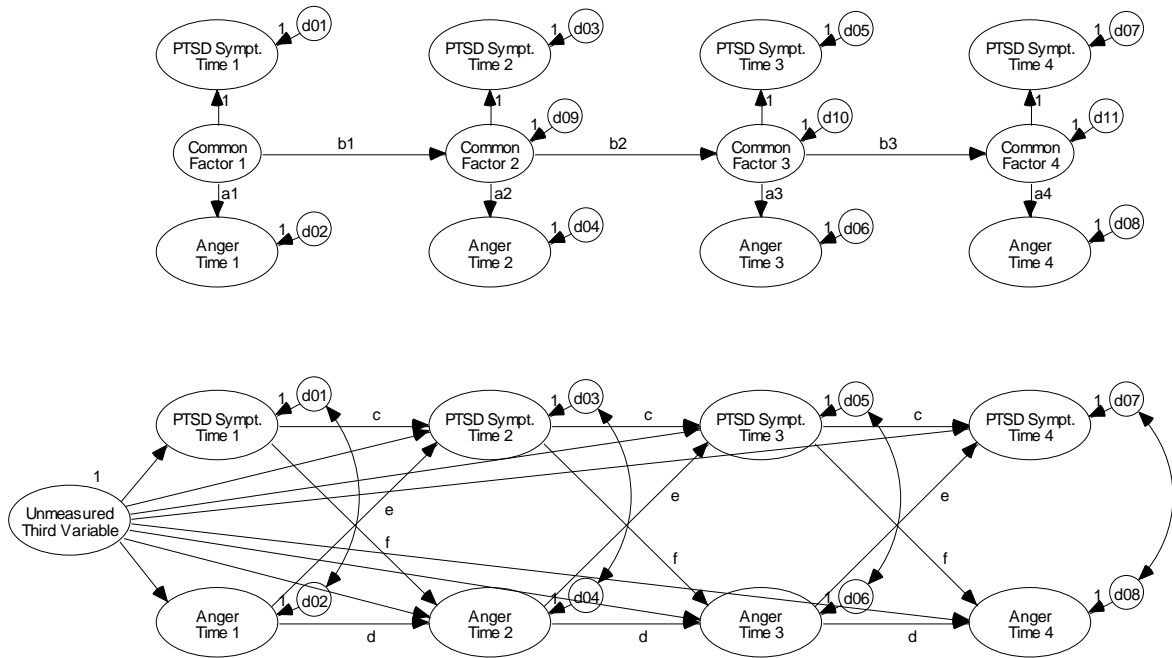 1 d01
PTSD Sympt.
Time 1
1 d03
PTSD Sympt.
Time 2
1 d05
PTSD Sympt.
Time 3
1 d07
PTSD Sympt.
Time 4
1
1
1
1
Common
Factor 1
b1
1 d09
Common
Factor 2
b2
1 d10
Common
Factor 3
b3
1 d11
Common
Factor 4
a1
a2
a3
a4
1 d02
Anger
Time 1
1 d04
Anger
Time 2
1 d06
Anger
Time 3
1 d08
Anger
Time 4
1 d01
PTSD Sympt.
Time 1
c
1 d03
PTSD Sympt.
Time 2
c
1 d05
PTSD Sympt.
Time 3
c
1 d07
PTSD Sympt.
Time 4
1
Unmeasured
Third Variable
e
f
e
f
e
f
1 d02
Anger
Time 1
d
1 d04
Anger
Time 2
d
1 d06
Anger
Time 3
d
1 d08
Anger
Time 4